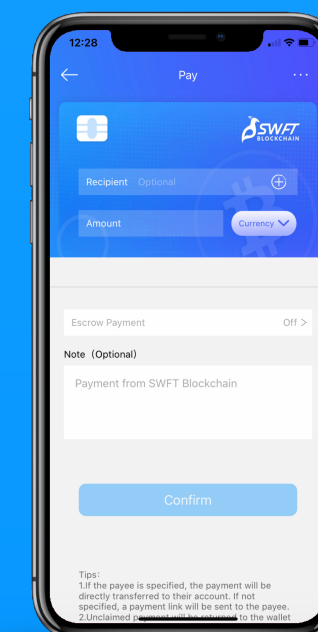 12:28
Pay
SWFT
BLOCKCHAIN
Recipient Optional
Amount
Currency
Escrow Payment Off >
Note (Optional)
Payment from SWFT Blockchain
Confirm
Tips:
1.If the payee is specified, the payment will be
directly transferred to their account. If not
specified, a payment link will be sent to the payee.
2.Unclaimed payment will be returned to the wallet